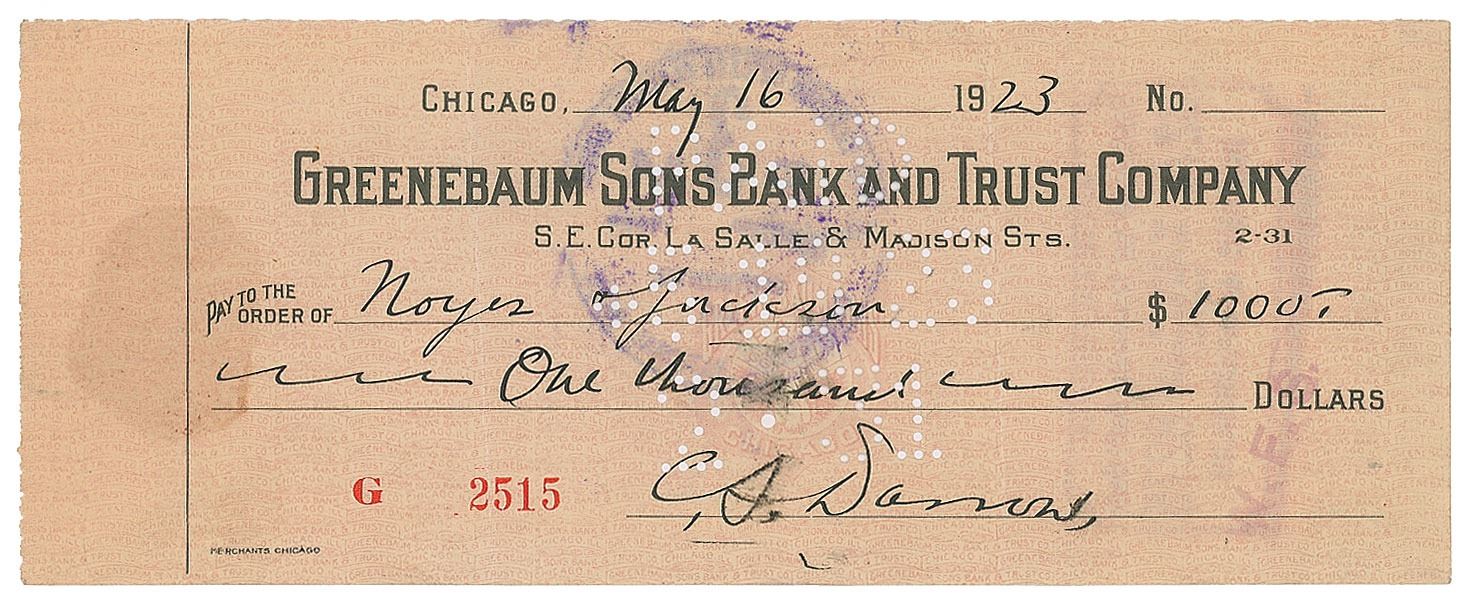 CHICAGO, May 16 1923 No.
GREENEBAUM SONS BANK AND TRUST COMPANY
S.E. COR. LA SALLE & MADISON STS. 2-31
PAY TO THE ORDER OF Noyes & Jackson $ 1000
One thousand DOLLARS
G 2515 C. S. Darrow
MERCHANTS CHICAGO